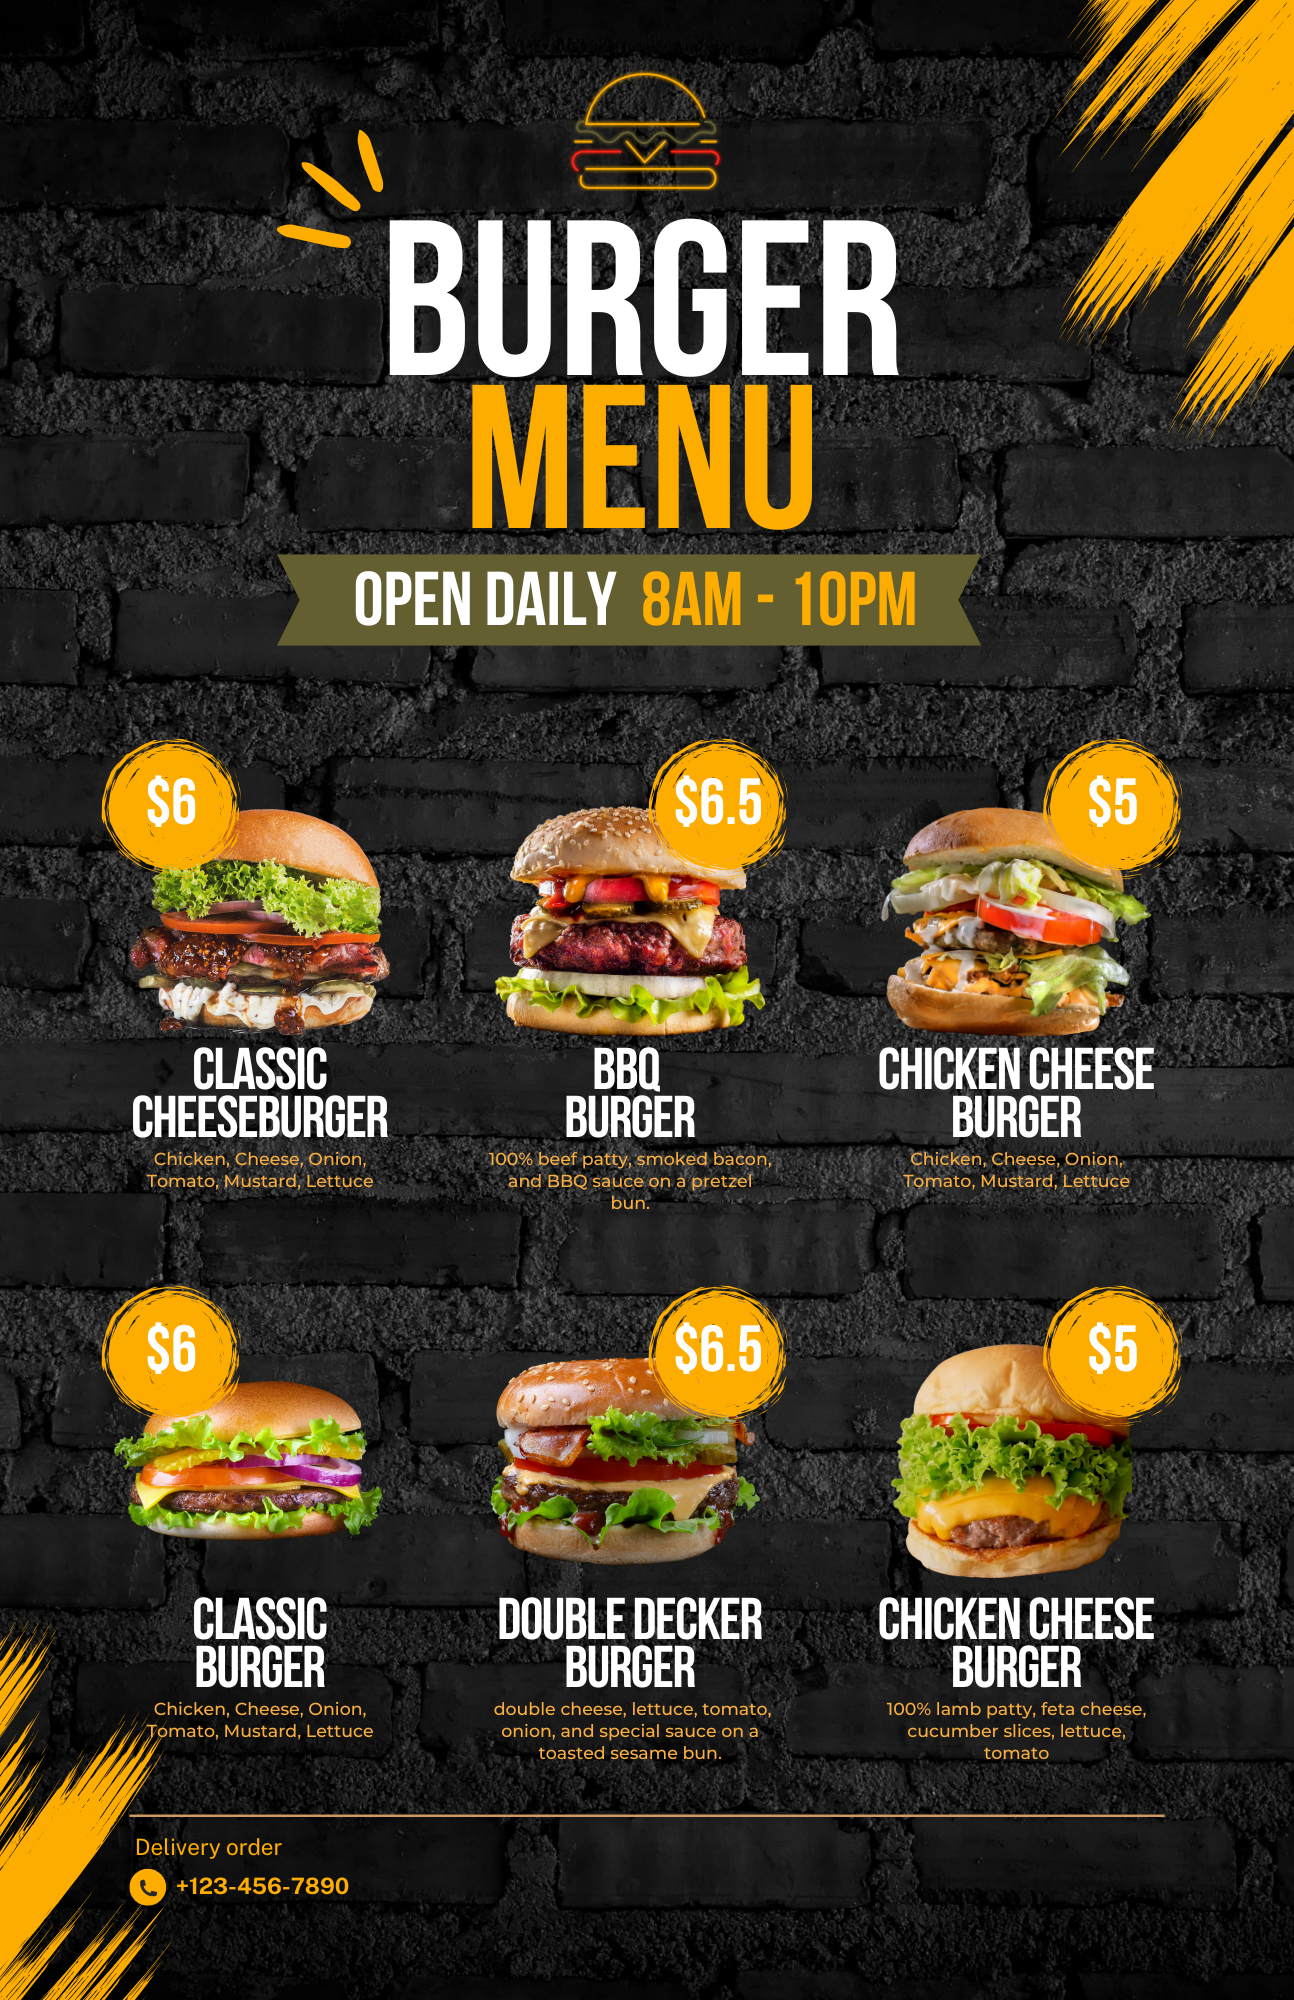 BURGER
MENU
OPEN DAILY 8AM - 10PM
$6
$6.5
$5
CLASSIC
CHEESEBURGER
Chicken, Cheese, Onion,
Tomato, Mustard, Lettuce
BBQ
BURGER
100% beef patty, smoked bacon,
and BBQ sauce on a pretzel
bun.
CHICKEN CHEESE
BURGER
Chicken, Cheese, Onion,
Tomato, Mustard, Lettuce
$6
$6.5
$5
CLASSIC
BURGER
Chicken, Cheese, Onion,
Tomato, Mustard, Lettuce
DOUBLE DECKER
BURGER
double cheese, lettuce, tomato,
onion, and special sauce on a
toasted sesame bun.
CHICKEN CHEESE
BURGER
100% lamb patty, feta cheese,
cucumber slices, lettuce,
tomato
Delivery order
+123-456-7890